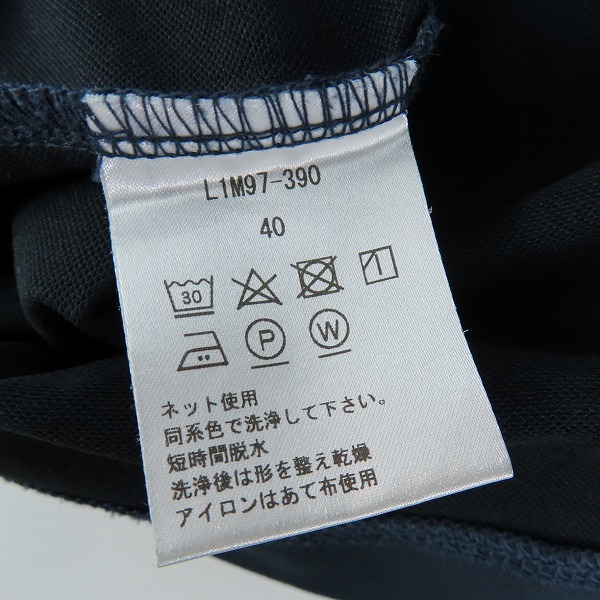 L1M97-390
40
30
P W
ネット使用
同系色で洗浄して下さい。
短時間脱水
洗浄後は形を整え乾燥
アイロンはあて布使用